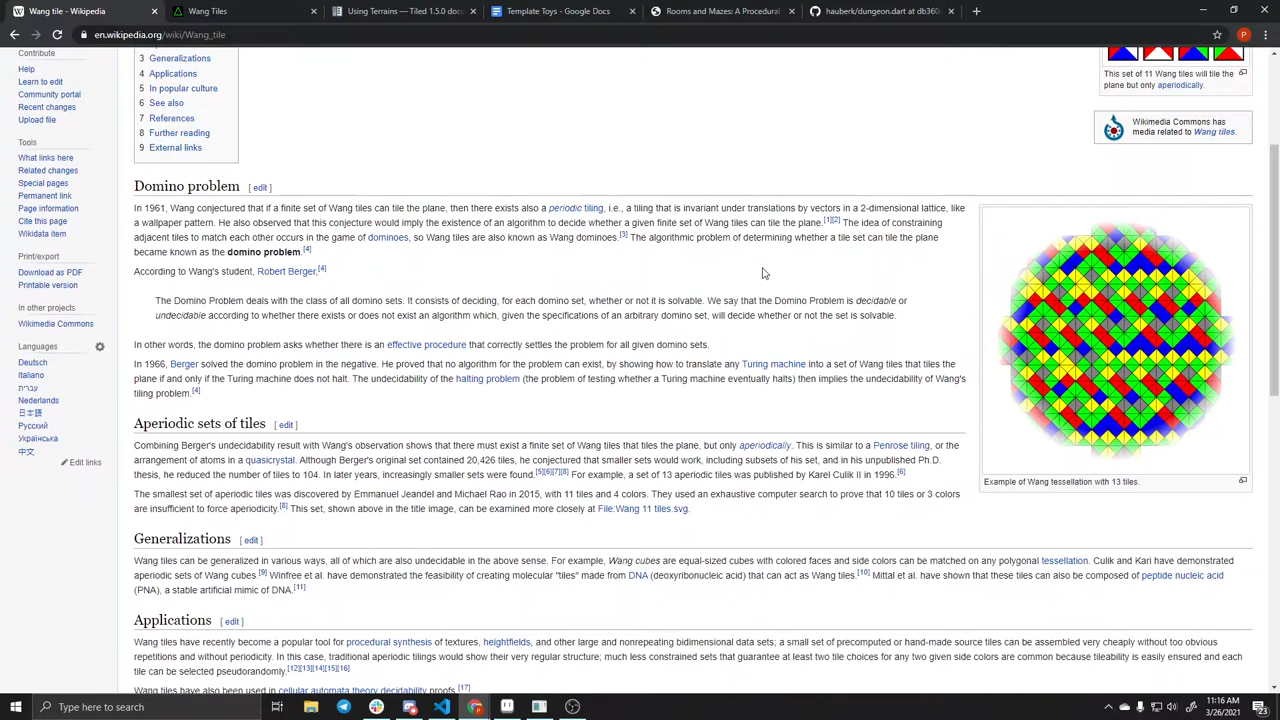 Wang tile - Wikipedia
Wang Tiles
Using Terrains — Tiled 1.5.0 doc
Template Toys - Google Docs
Rooms and Mazes: A Procedural
hauberk/dungeon.dart at db360
en.wikipedia.org/wiki/Wang_tile
P
Contribute
Help
Learn to edit
Community portal
Recent changes
Upload file
Tools
What links here
Related changes
Special pages
Permanent link
Page information
Cite this page
Wikidata item
Print/export
Download as PDF
Printable version
In other projects
Wikimedia Commons
Languages
Deutsch
Italiano
עברית
Nederlands
日本語
Русский
Українська
中文
Edit links
3 Generalizations
4 Applications
5 In popular culture
6 See also
7 References
8 Further reading
9 External links
This set of 11 Wang tiles will tile the
plane but only aperiodically.
Wikimedia Commons has
media related to Wang tiles.
Domino problem [ edit ]
In 1961, Wang conjectured that if a finite set of Wang tiles can tile the plane, then there exists also a periodic tiling, i.e., a tiling that is invariant under translations by vectors in a 2-dimensional lattice, like
a wallpaper pattern. He also observed that this conjecture would imply the existence of an algorithm to decide whether a given finite set of Wang tiles can tile the plane.[1][2] The idea of constraining
adjacent tiles to match each other occurs in the game of dominoes, so Wang tiles are also known as Wang dominoes.[3] The algorithmic problem of determining whether a tile set can tile the plane
became known as the domino problem.[4]
According to Wang's student, Robert Berger,[4]
The Domino Problem deals with the class of all domino sets. It consists of deciding, for each domino set, whether or not it is solvable. We say that the Domino Problem is decidable or
undecidable according to whether there exists or does not exist an algorithm which, given the specifications of an arbitrary domino set, will decide whether or not the set is solvable.
In other words, the domino problem asks whether there is an effective procedure that correctly settles the problem for all given domino sets.
In 1966, Berger solved the domino problem in the negative. He proved that no algorithm for the problem can exist, by showing how to translate any Turing machine into a set of Wang tiles that tiles the
plane if and only if the Turing machine does not halt. The undecidability of the halting problem (the problem of testing whether a Turing machine eventually halts) then implies the undecidability of Wang's
tiling problem.[4]
Example of Wang tessellation with 13 tiles.
Aperiodic sets of tiles [ edit ]
Combining Berger's undecidability result with Wang's observation shows that there must exist a finite set of Wang tiles that tiles the plane, but only aperiodically. This is similar to a Penrose tiling, or the
arrangement of atoms in a quasicrystal. Although Berger's original set contained 20,426 tiles, he conjectured that smaller sets would work, including subsets of his set, and in his unpublished Ph.D.
thesis, he reduced the number of tiles to 104. In later years, increasingly smaller sets were found.[5][6][7][8] For example, a set of 13 aperiodic tiles was published by Karel Culik II in 1996.[6]
The smallest set of aperiodic tiles was discovered by Emmanuel Jeandel and Michael Rao in 2015, with 11 tiles and 4 colors. They used an exhaustive computer search to prove that 10 tiles or 3 colors
are insufficient to force aperiodicity.[8] This set, shown above in the title image, can be examined more closely at File:Wang 11 tiles.svg.
Generalizations [ edit ]
Wang tiles can be generalized in various ways, all of which are also undecidable in the above sense. For example, Wang cubes are equal-sized cubes with colored faces and side colors can be matched on any polygonal tessellation. Culik and Kari have demonstrated
aperiodic sets of Wang cubes.[9] Winfree et al. have demonstrated the feasibility of creating molecular "tiles" made from DNA (deoxyribonucleic acid) that can act as Wang tiles.[10] Mittal et al. have shown that these tiles can also be composed of peptide nucleic acid
(PNA), a stable artificial mimic of DNA.[11]
Applications [ edit ]
Wang tiles have recently become a popular tool for procedural synthesis of textures, heightfields, and other large and nonrepeating bidimensional data sets; a small set of precomputed or hand-made source tiles can be assembled very cheaply without too obvious
repetitions and without periodicity. In this case, traditional aperiodic tilings would show their very regular structure; much less constrained sets that guarantee at least two tile choices for any two given side colors are common because tileability is easily ensured and each
tile can be selected pseudorandomly.[12][13][14][15][16]
Wang tiles have also been used in cellular automata theory decidability proofs.[17]
Type here to search
11:16 AM
3/26/2021
23